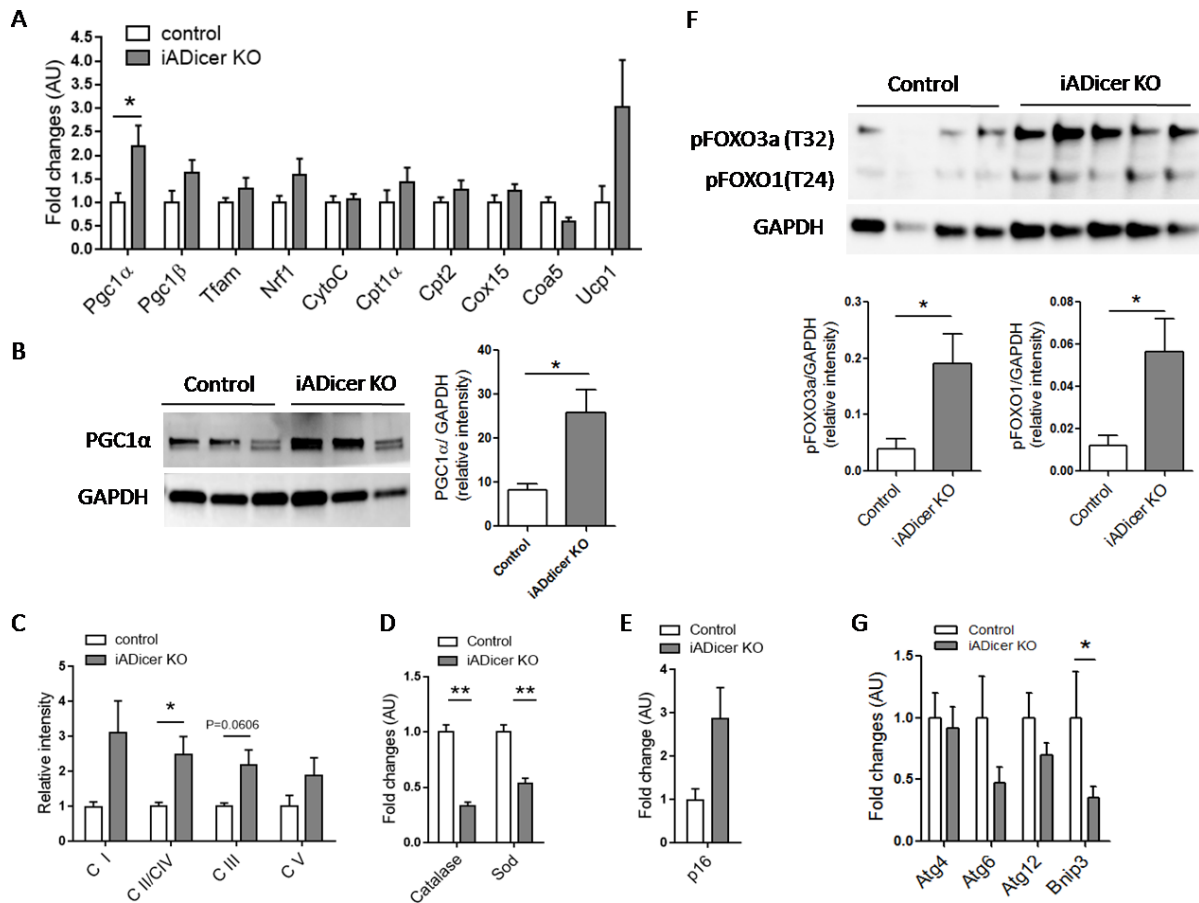 A
control
iADicer KO
Fold changes (AU)
4.5
4.0
3.5
3.0
2.5
2.0
1.5
1.0
0.5
0.0
*
Pgc1α
Pgc1β
Tfam
Nrf1
CytoC
Cpt1α
Cpt2
Cox15
Coa5
Ucp1
B
Control
iADicer KO
PGC1α
GAPDH
PGC1α/ GAPDH
(relative intensity)
40
30
20
10
0
*
Control
iADdicer KO
C
control
iADicer KO
Relative intensity
5
4
3
2
1
0
*
P=0.0606
C I
C II/CIV
C III
C V
D
Control
iADicer KO
Fold changes (AU)
1.5
1.0
0.5
0.0
**
**
Catalase
Sod
E
Control
iADicer KO
Fold change (AU)
4
3
2
1
0
p16
F
Control
iADicer KO
pFOXO3a (T32)
pFOXO1(T24)
GAPDH
pFOXO3a/GAPDH
(relative intensity)
0.3
0.2
0.1
0.0
*
Control
iADicer KO
pFOXO1/GAPDH
(relative intensity)
0.08
0.06
0.04
0.02
0.00
*
Control
iADicer KO
G
Control
iADicer KO
Fold changes (AU)
1.5
1.0
0.5
0.0
*
Atg4
Atg6
Atg12
Bnip3